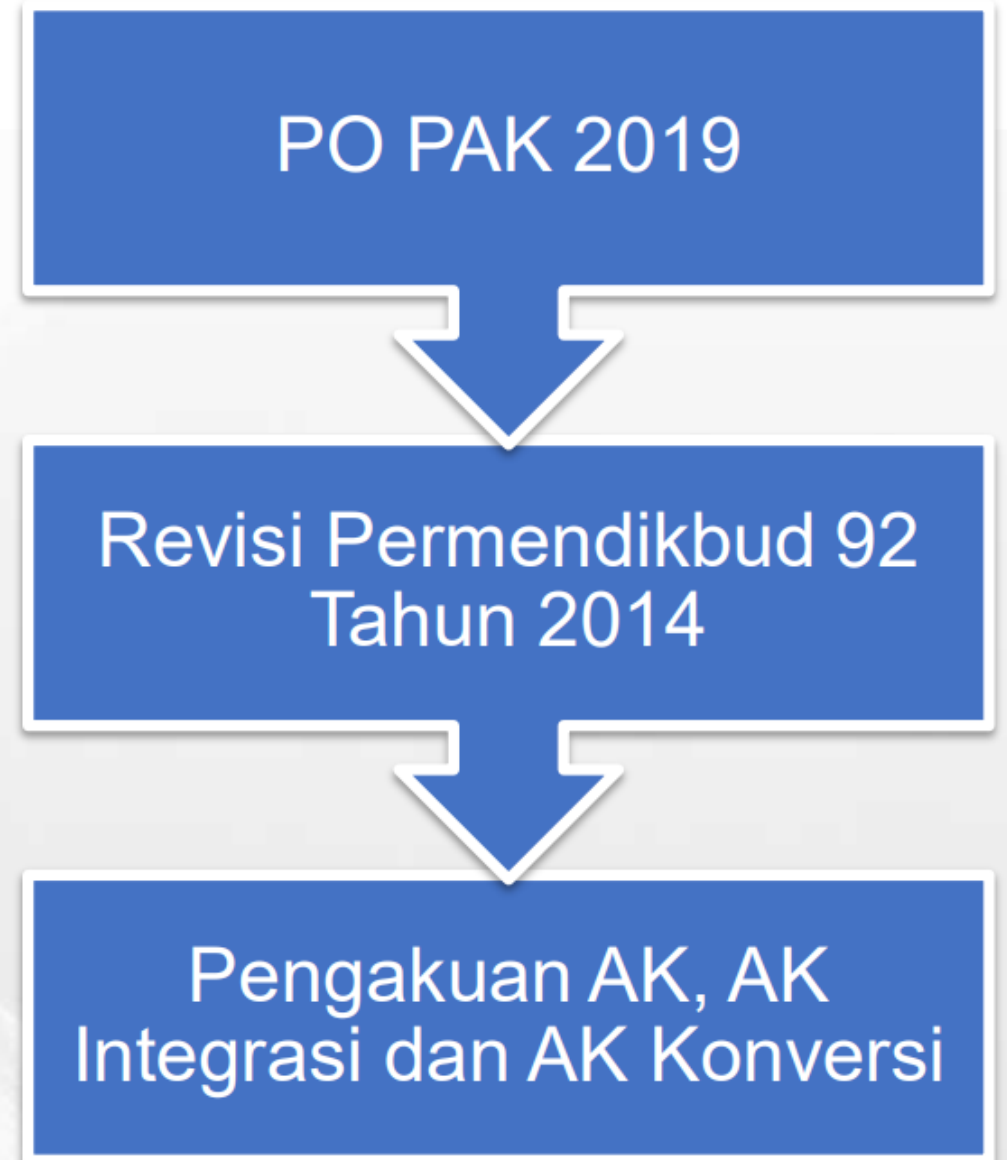 PO PAK 2019
Revisi Permendikbud 92
Tahun 2014
Pengakuan AK, AK
Integrasi dan AK Konversi